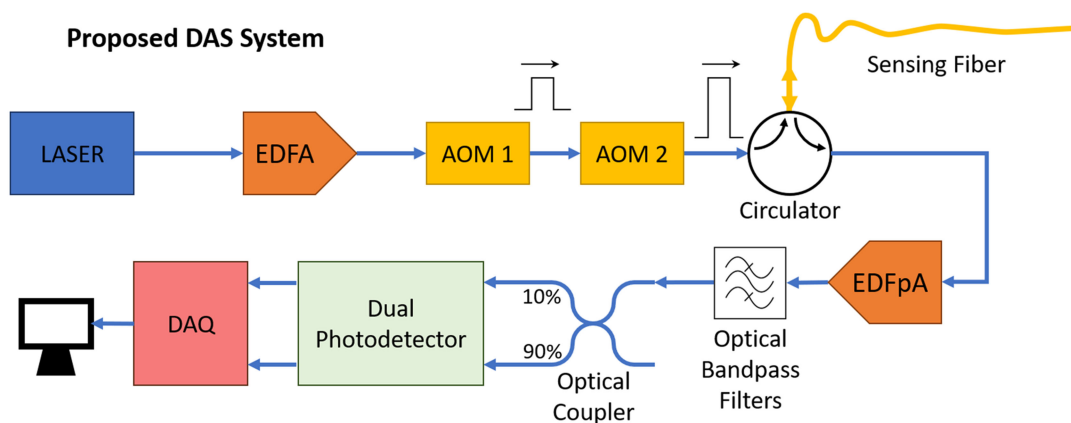 Proposed DAS System
Sensing Fiber
LASER
EDFA
AOM 1
AOM 2
Circulator
DAQ
Dual
Photodetector
10%
90%
Optical
Coupler
Optical
Bandpass
Filters
EDFpA